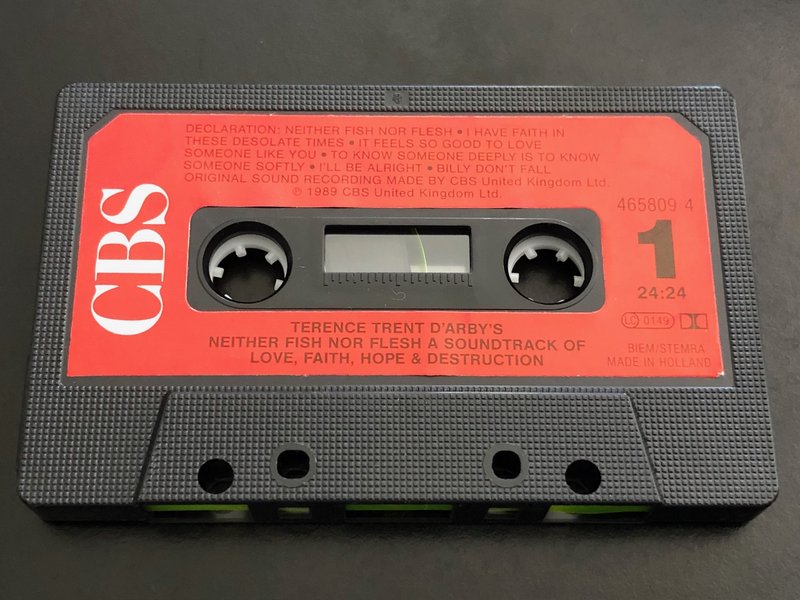 DECLARATION: NEITHER FISH NOR FLESH • I HAVE FAITH IN
THESE DESOLATE TIMES • IT FEELS SO GOOD TO LOVE
SOMEONE LIKE YOU • TO KNOW SOMEONE DEEPLY IS TO KNOW
SOMEONE SOFTLY • I'LL BE ALRIGHT • BILLY DON'T FALL
ORIGINAL SOUND RECORDING MADE BY CBS United Kingdom Ltd.
℗ 1989 CBS United Kingdom Ltd.
CBS
465809 4
1
24:24
LC 0149
BIEM/STEMRA
MADE IN HOLLAND
TERENCE TRENT D'ARBY'S
NEITHER FISH NOR FLESH A SOUNDTRACK OF
LOVE, FAITH, HOPE & DESTRUCTION